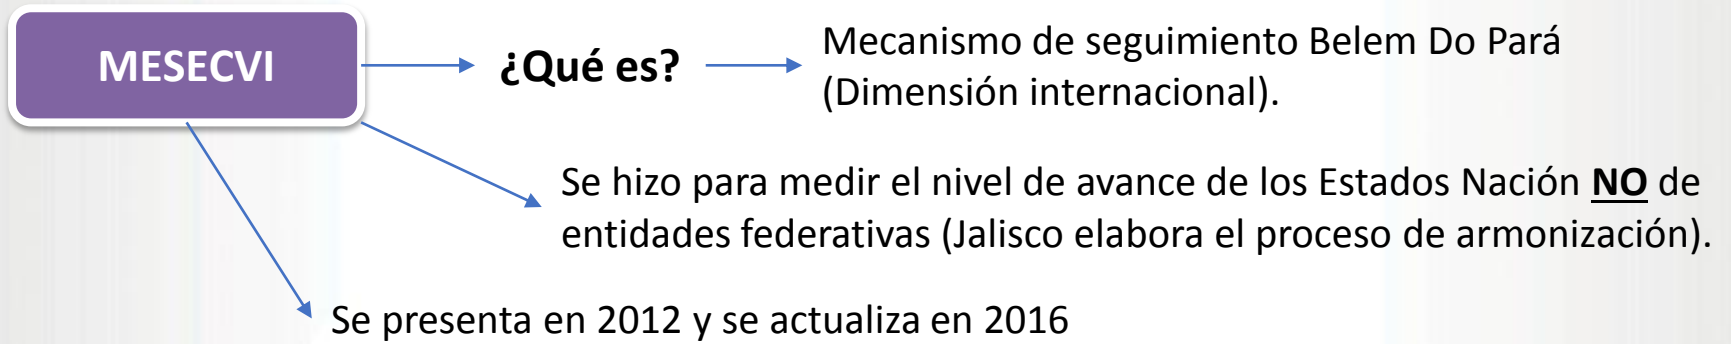 MESECVI
¿Qué es?
Mecanismo de seguimiento Belem Do Pará
(Dimensión internacional).
Se hizo para medir el nivel de avance de los Estados Nación NO de
entidades federativas (Jalisco elabora el proceso de armonización).
Se presenta en 2012 y se actualiza en 2016